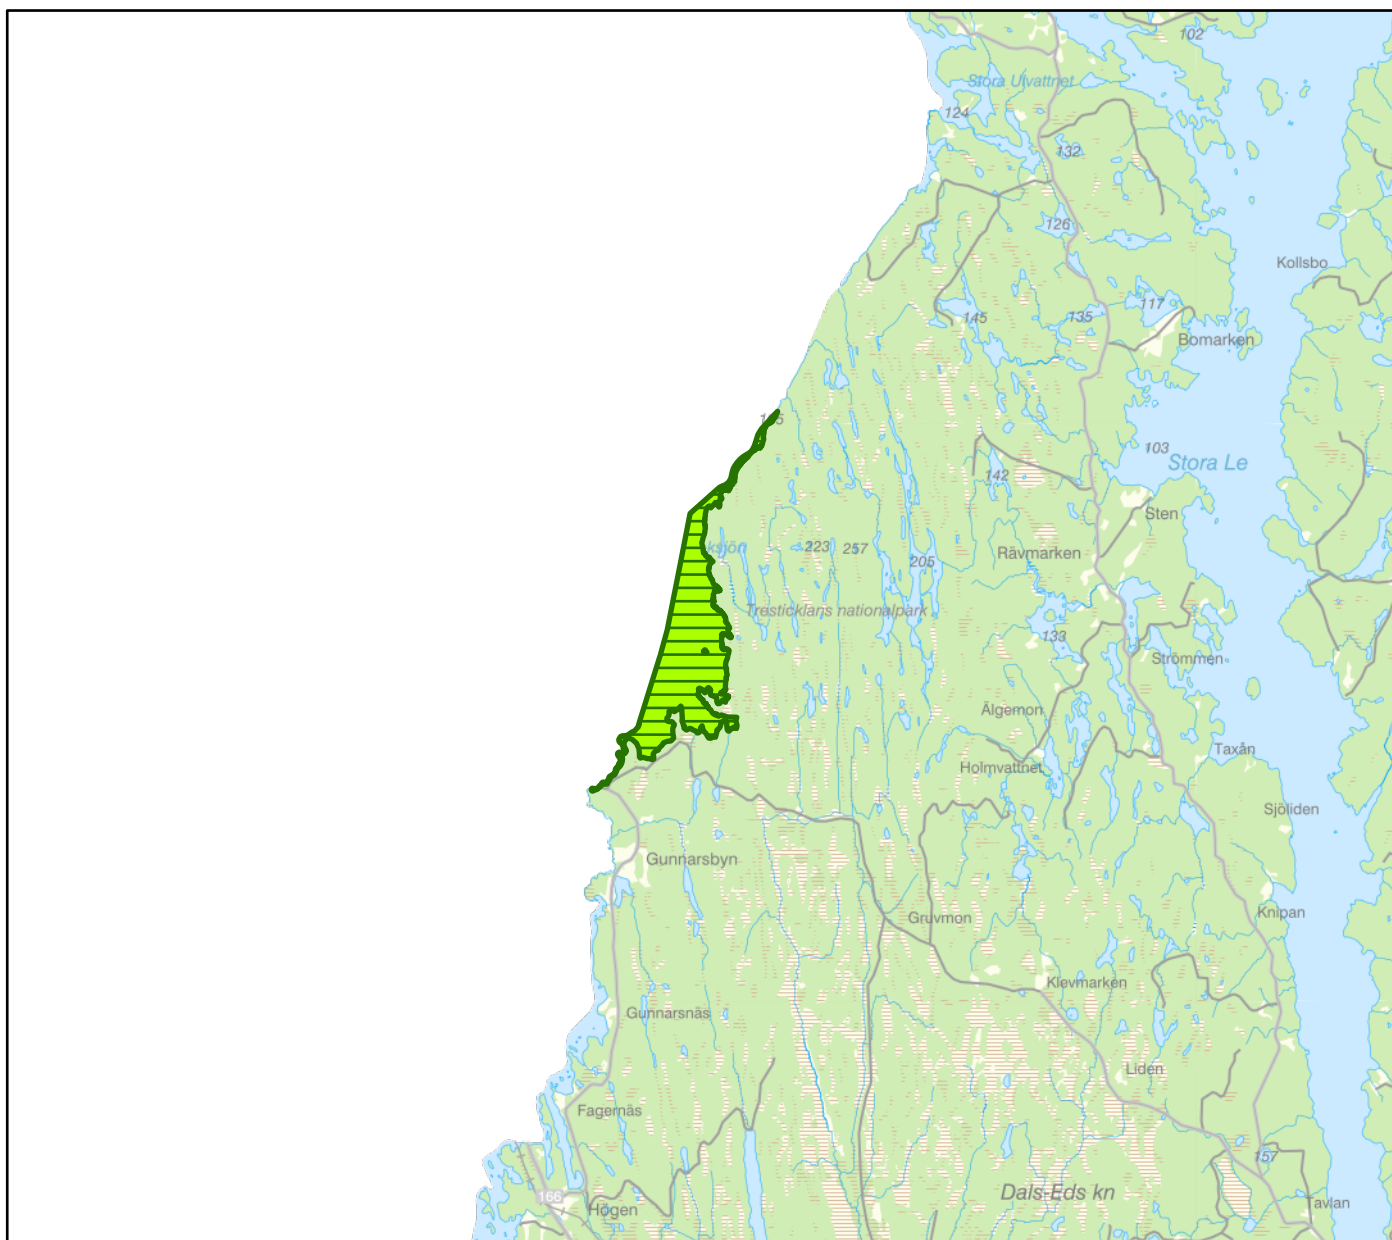 102
Stora Ulvattnet
124
132
126
Kollsbo
117
145
135
Bomarken
103
Stora Le
142
Sten
ksjön
223
257
Rävmarken
205
Tresticklans nationalpark
133
Strömmen
Älgemon
Taxån
Holmvattnet
Sjöliden
Gunnarsbyn
Gruvmon
Knipan
Klevmarken
Gunnarsnäs
Liden
Fagernäs
157
Dals-Eds kn
166
Högen
Tavlan